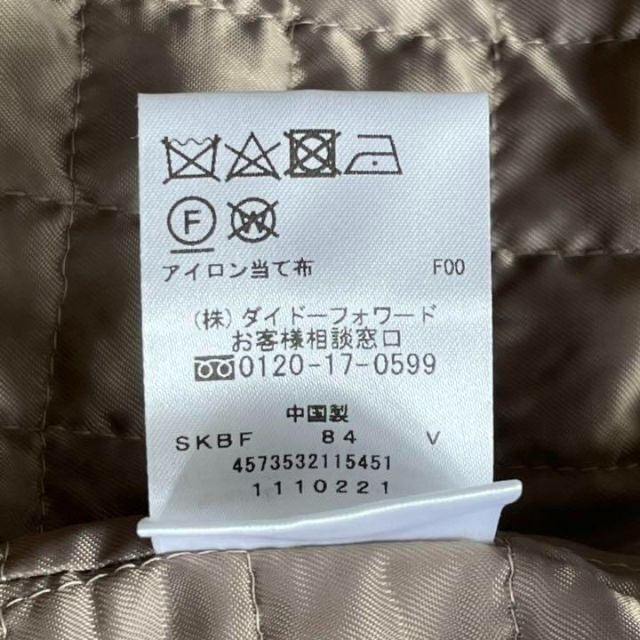 F W
アイロン当て布 F00
(株)ダイドーフォワード
お客様相談窓口
0120-17-0599
中国製
SKBF 84 V
4573532115451
1110221